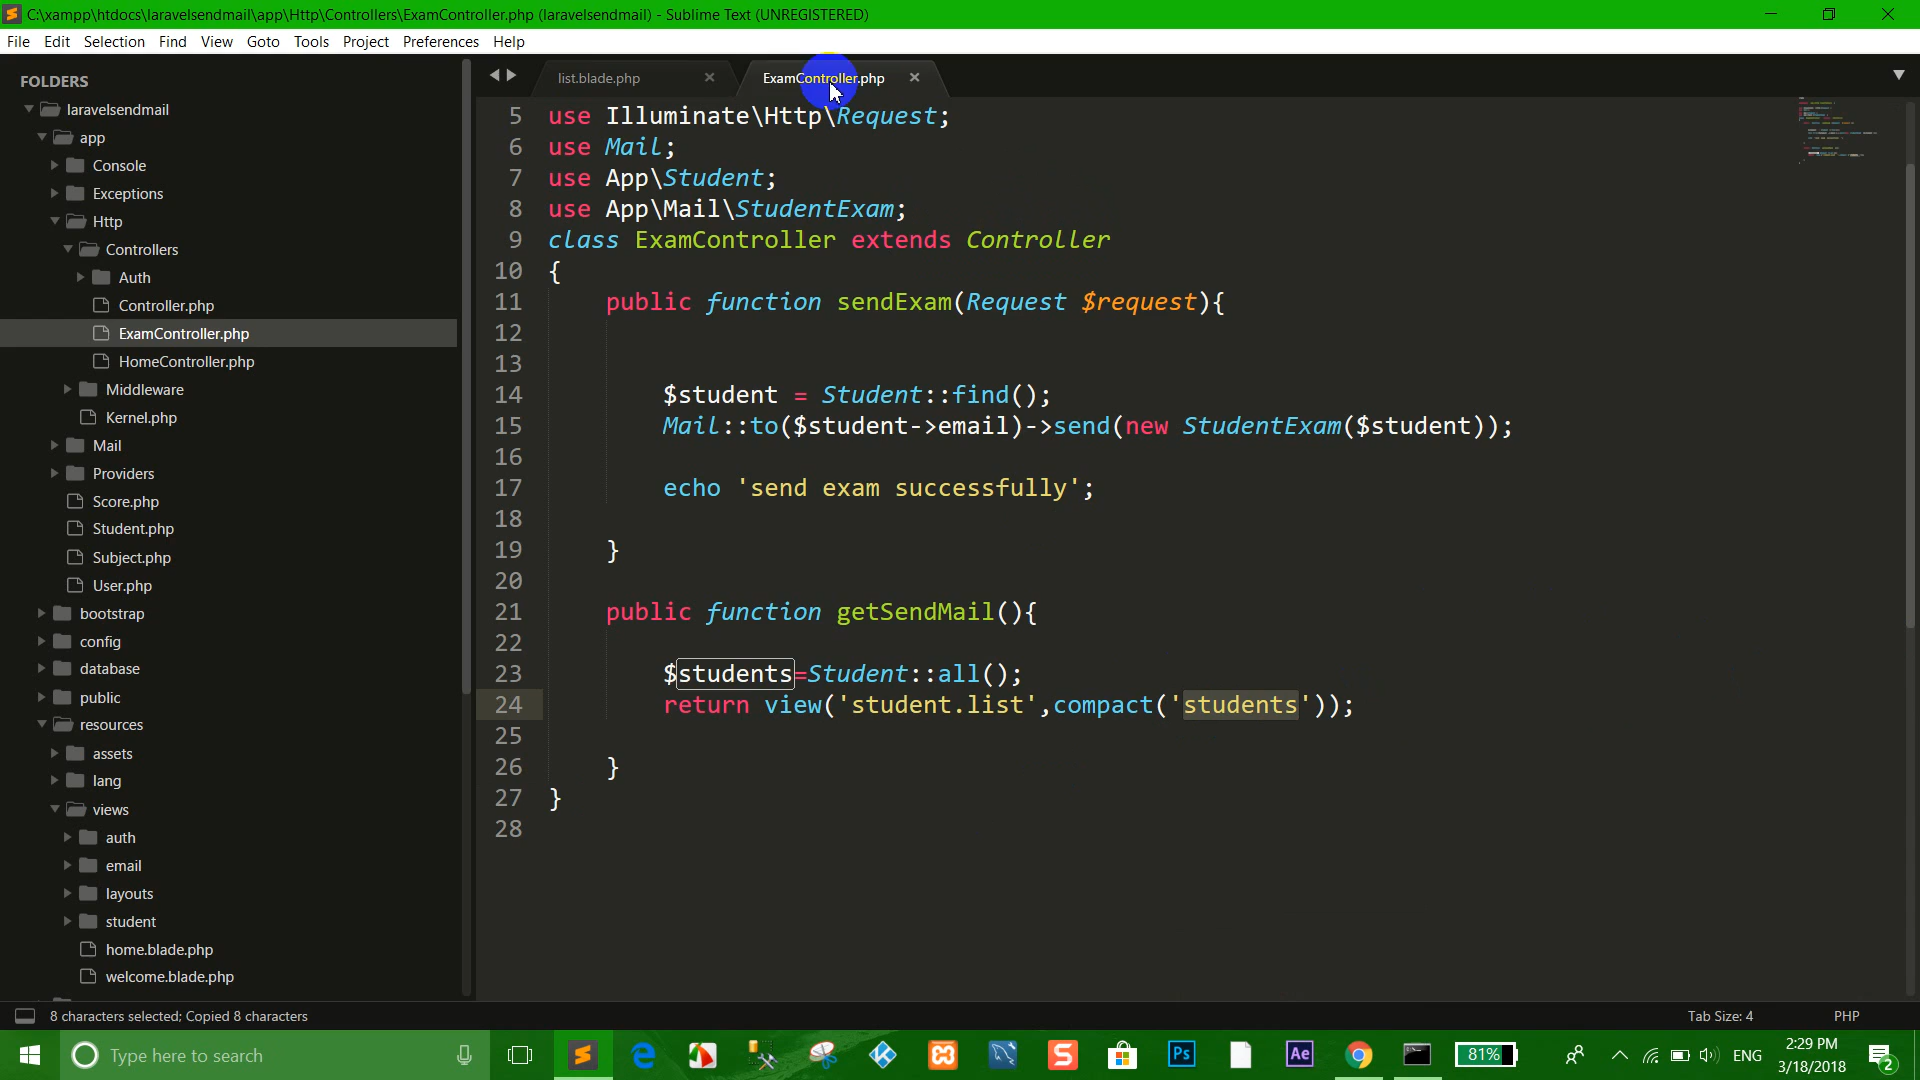 C:\xampp\htdocs\laravelsendmail\app\Http\Controllers\ExamController.php (laravelsendmail) - Sublime Text (UNREGISTERED)
File Edit Selection Find View Goto Tools Project Preferences Help
FOLDERS
laravelsendmail
app
Console
Exceptions
Http
Controllers
Auth
Controller.php
ExamController.php
HomeController.php
Middleware
Kernel.php
Mail
Providers
Score.php
Student.php
Subject.php
User.php
bootstrap
config
database
public
resources
assets
lang
views
auth
email
layouts
student
home.blade.php
welcome.blade.php
list.blade.php
ExamController.php
5 use Illuminate\Http\Request;
6 use Mail;
7 use App\Student;
8 use App\Mail\StudentExam;
9 class ExamController extends Controller
10 {
11 public function sendExam(Request $request){
12
13
14 $student = Student::find();
15 Mail::to($student->email)->send(new StudentExam($student));
16
17 echo 'send exam successfully';
18
19 }
20
21 public function getSendMail(){
22
23 $students=Student::all();
24 return view('student.list',compact('students'));
25
26 }
27 }
28
8 characters selected; Copied 8 characters
Tab Size: 4
PHP
Type here to search
Ps
Ae
81%
ENG
2:29 PM
3/18/2018
2